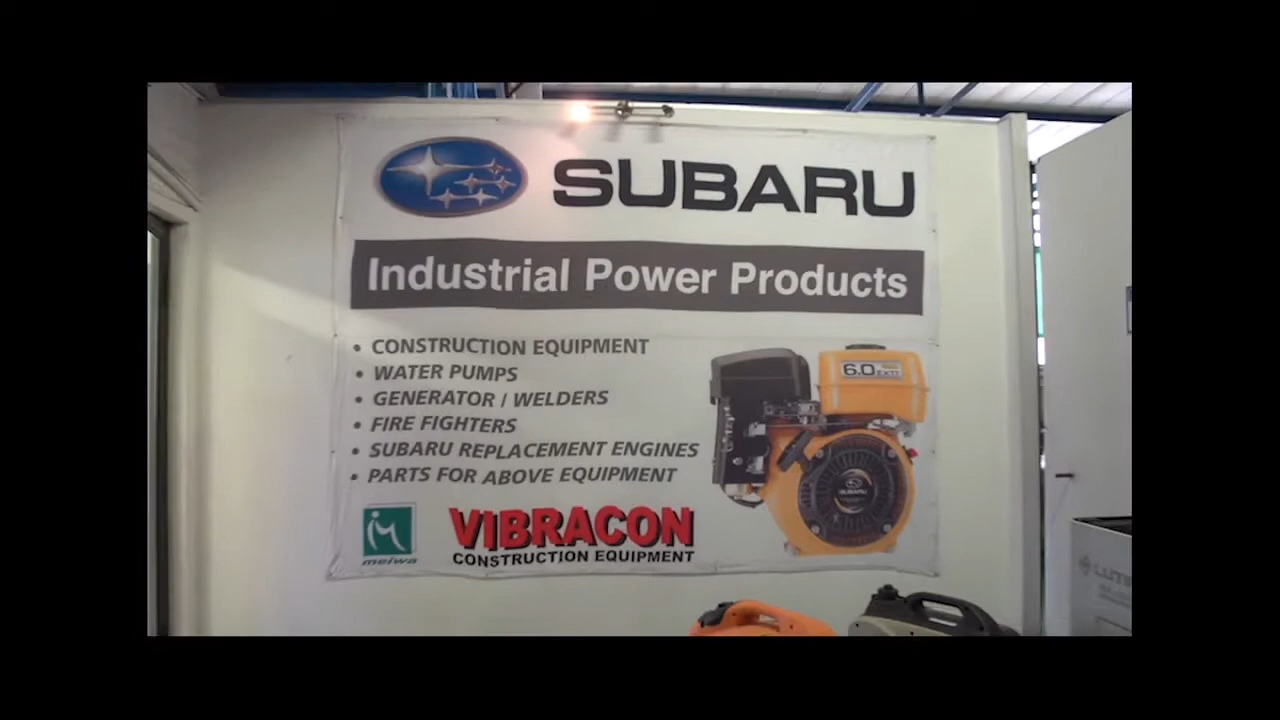 SUBARU
Industrial Power Products
• CONSTRUCTION EQUIPMENT
• WATER PUMPS
• GENERATOR / WELDERS
• FIRE FIGHTERS
• SUBARU REPLACEMENT ENGINES
• PARTS FOR ABOVE EQUIPMENT
6.0
SUBARU
meiwa
VIBRACON
CONSTRUCTION EQUIPMENT